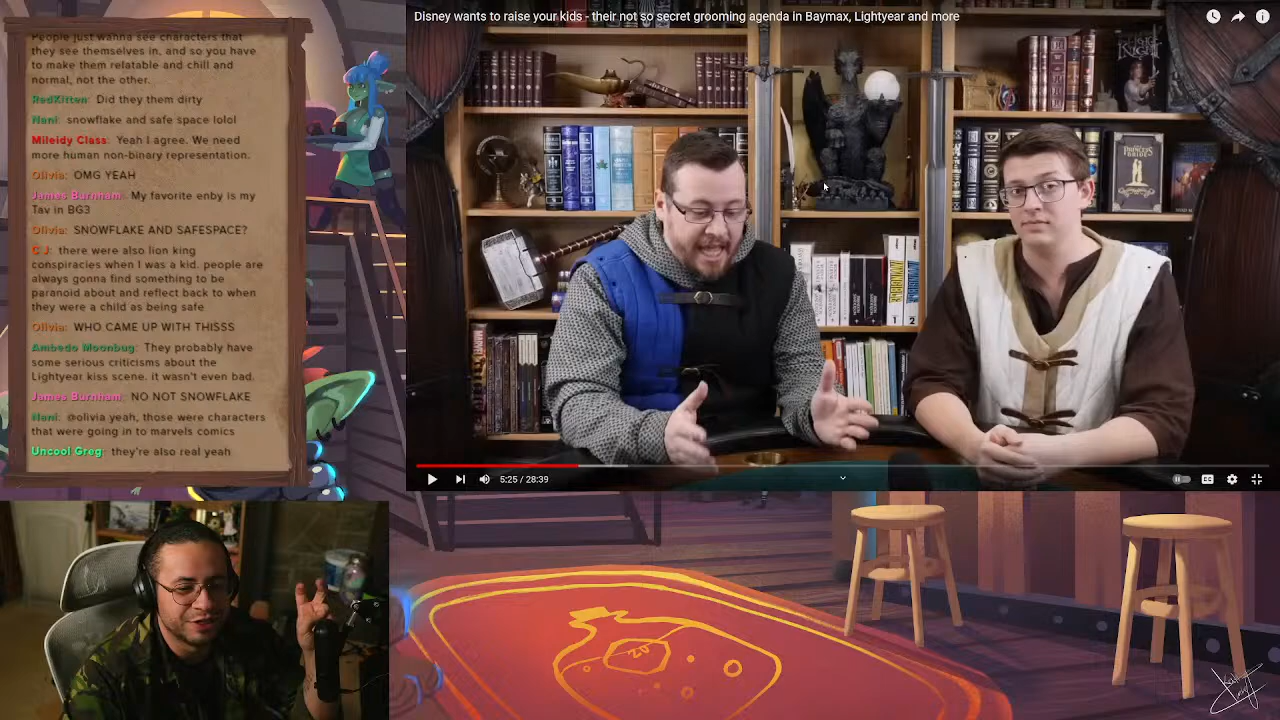 People just wanna see characters that
they see themselves in, and so you have
to make them relatable and chill and
normal, not the other.
RedKitten: Did they them dirty
Nani: snowflake and safe space lolol
Mileidy Class: Yeah I agree. We need
more human non-binary representation.
Olivia: OMG YEAH
James Burnham: My favorite enby is my
Tav in BG3
Olivia: SNOWFLAKE AND SAFESPACE?
C J: there were also lion king
conspiracies when I was a kid. people are
always gonna find something to be
paranoid about and reflect back to when
they were a child as being safe
Olivia: WHO CAME UP WITH THISSS
Ambedo Moonbug: They probably have
some serious criticisms about the
Lightyear kiss scene. it wasn't even bad.
James Burnham: NO NOT SNOWFLAKE
Nani: @olivia yeah, those were characters
that were going in to marvels comics
Uncool Greg: they're also real yeah
Disney wants to raise your kids - their not so secret grooming agenda in Baymax, Lightyear and more
PRINCESS
BRIDE
5:25 / 28:39
CC
20